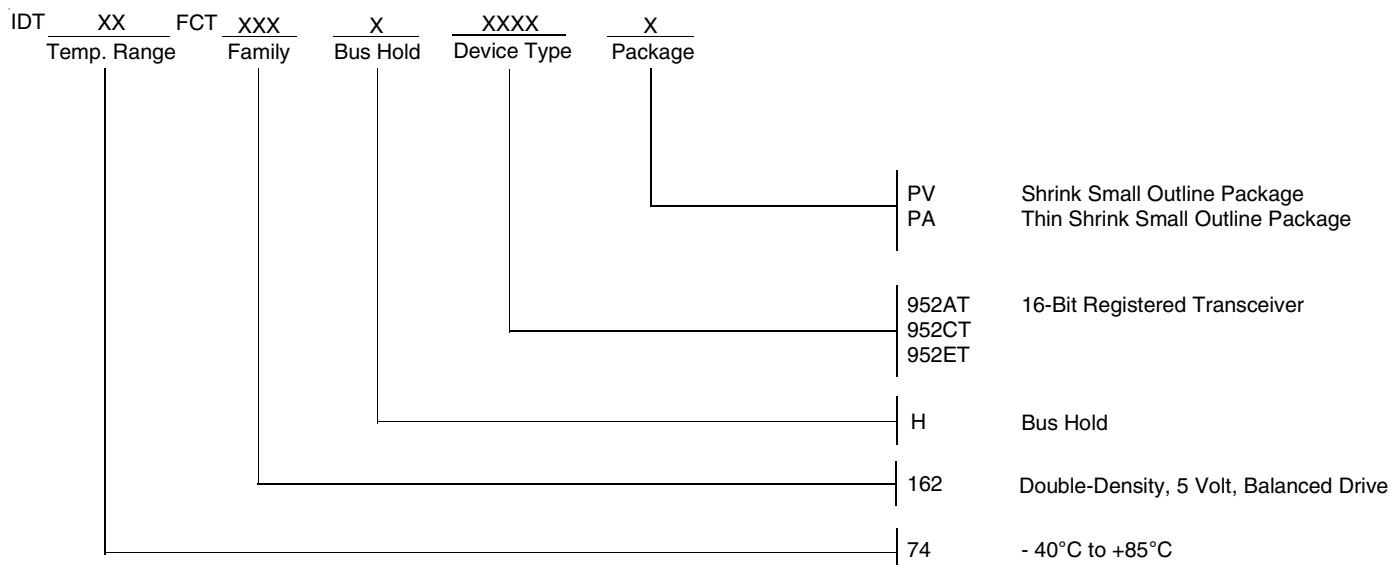 IDT XX FCT XXX X XXXX X
Temp. Range Family Bus Hold Device Type Package
PV Shrink Small Outline Package
PA Thin Shrink Small Outline Package
952AT 16-Bit Registered Transceiver
952CT
952ET
H Bus Hold
162 Double-Density, 5 Volt, Balanced Drive
74 - 40°C to +85°C